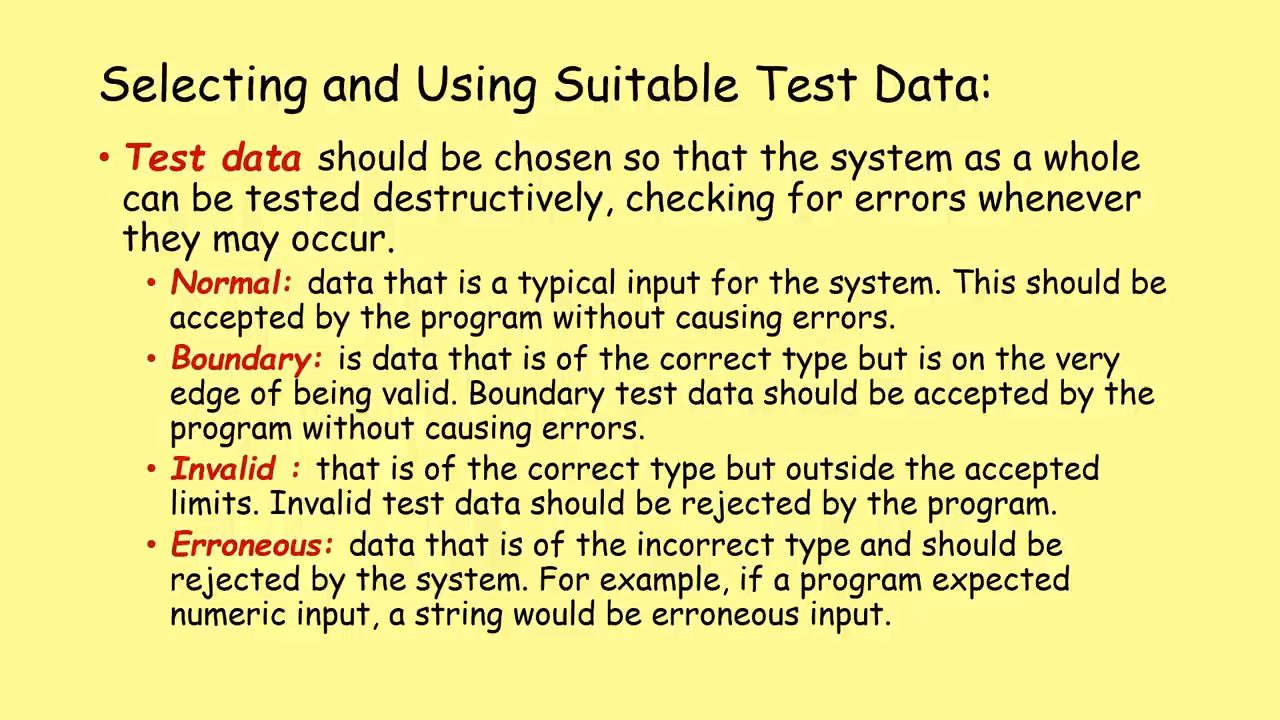 Selecting and Using Suitable Test Data:
• Test data should be chosen so that the system as a whole
can be tested destructively, checking for errors whenever
they may occur.
• Normal: data that is a typical input for the system. This should be
accepted by the program without causing errors.
• Boundary: is data that is of the correct type but is on the very
edge of being valid. Boundary test data should be accepted by the
program without causing errors.
• Invalid : that is of the correct type but outside the accepted
limits. Invalid test data should be rejected by the program.
• Erroneous: data that is of the incorrect type and should be
rejected by the system. For example, if a program expected
numeric input, a string would be erroneous input.